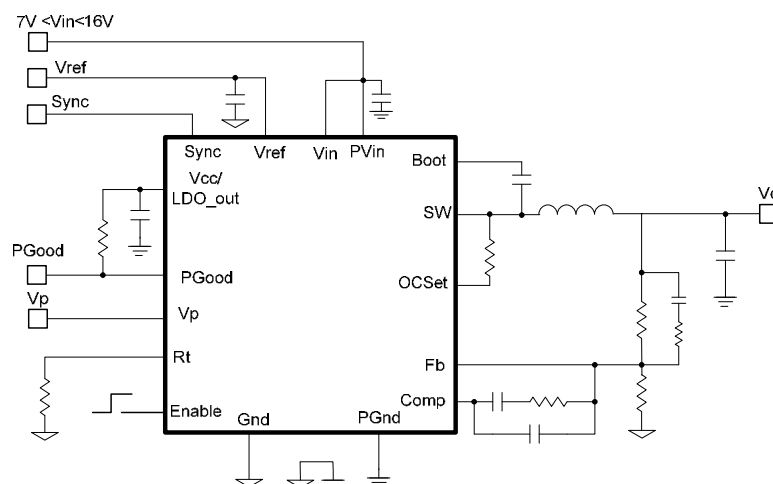 7V <Vin<16V
Vref
Sync
Sync
Vref
Vin
PVin
Boot
Vcc/
LDO_out
SW
PGood
PGood
OCSet
Vp
Vp
Rt
Fb
Enable
Comp
Gnd
PGnd